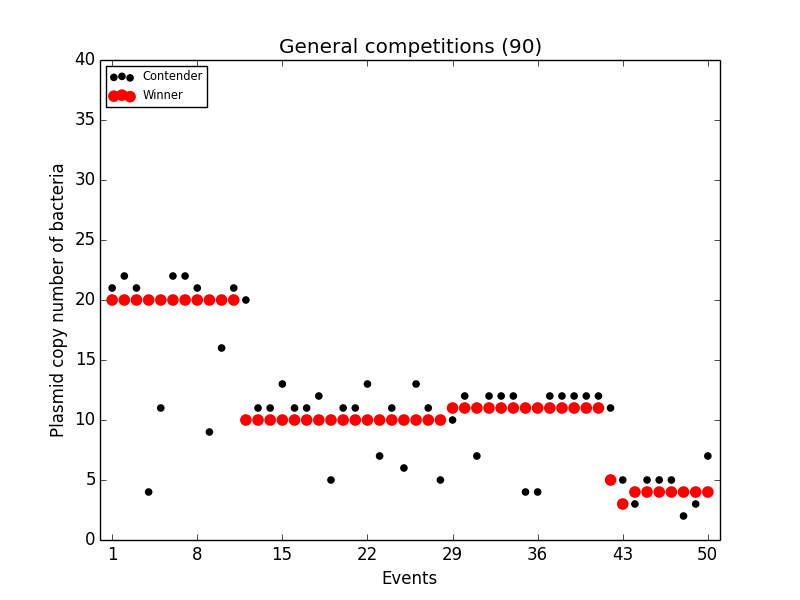 General competitions (90)
40
Contender
Winner
35
30
25
20
15
10
5
0
Plasmid copy number of bacteria
1 8 15 22 29 36 43 50
Events